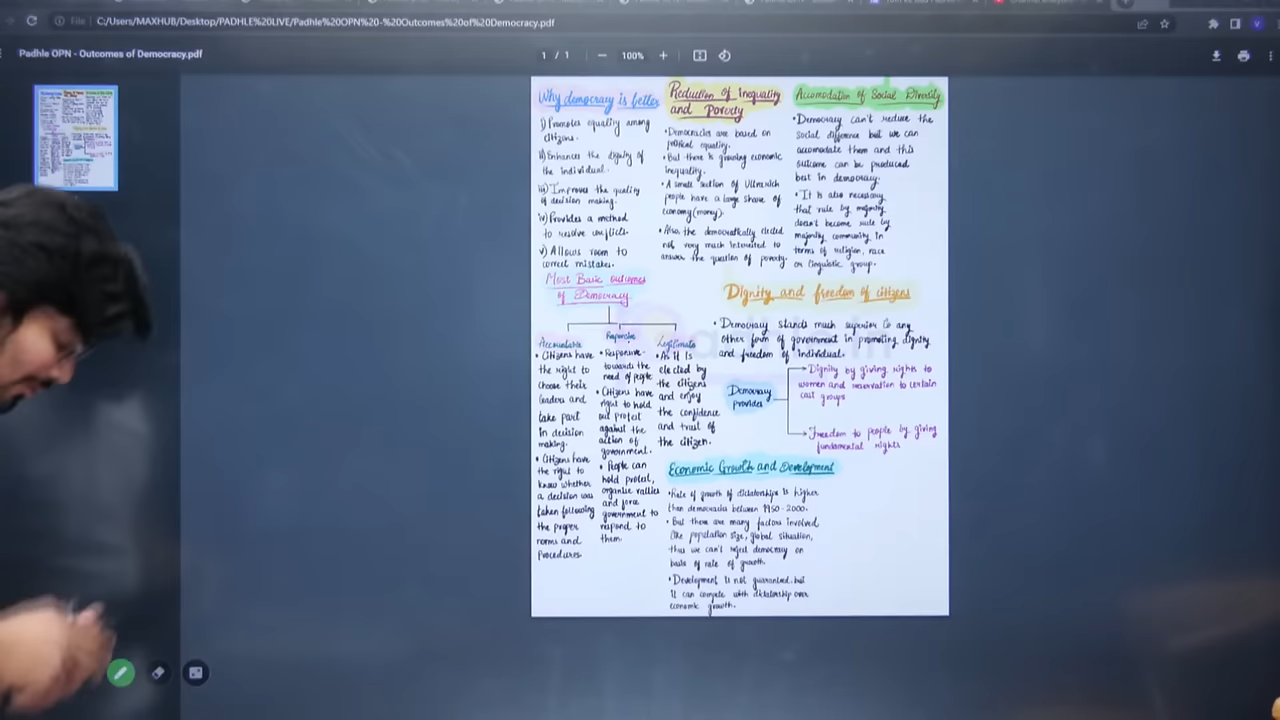 File | C:/Users/MAXHUB/Desktop/PADHLE%20LIVE/Padhle%20OPN%20-%20Outcomes%20of%20Democracy.pdf
Padhle OPN - Outcomes of Democracy.pdf
1 / 1
100%
Why democracy is better
i) Promotes equality among
citizens.
ii) Enhances the dignity of
the individual.
iii) Improves the quality
of decision making.
iv) Provides a method
to resolve conflicts.
v) Allows room to
correct mistakes.
Reduction of Inequality
and Poverty
• Democracies are based on
political equality.
• But there is growing economic
inequality.
• A small section of Ultra rich
people have a large share of
economy (money).
• Also, the democratically elected
not very much interested to
answer the question of poverty.
Accomodation of Social Diversity
• Democracy can't reduce the
social difference but we can
accomodate them and this
outcome can be produced
best in democracy.
• It is also necessary
that rule by majority
doesn't become rule by
majority community in
terms of religion, race
or linguistic group.
Most Basic outcomes
of Democracy
Accountable
• Citizens have
the right to
choose their
leaders and
take part
in decision
making.
• Citizens have
the right to
know whether
a decision was
taken following
the proper
norms and
procedures.
Responsive
• Responsive
towards the
need of people
• Citizens have
right to hold
out protest
against the
action of
government.
• People can
hold protest,
organise rallies
and force
government to
respond to
them.
Legitimate
• As it is
elected by
the citizens
and enjoy
the confidence
and trust of
the citizen.
Dignity and freedom of citizens
• Democracy stands much superior to any
other form of government in promoting dignity
and freedom of individual.
Democracy
provides
Dignity by giving rights to
women and reservation to certain
cast groups
Freedom to people by giving
fundamental rights
Economic Growth and Development
• Rate of growth of dictatorships is higher
than democracies between 1950-2000.
• But there are many factors involved
like population size, global situation,
thus we can't reject democracy on
basis of rate of growth.
• Development is not guaranteed but
it can compete with dictatorship over
economic growth.